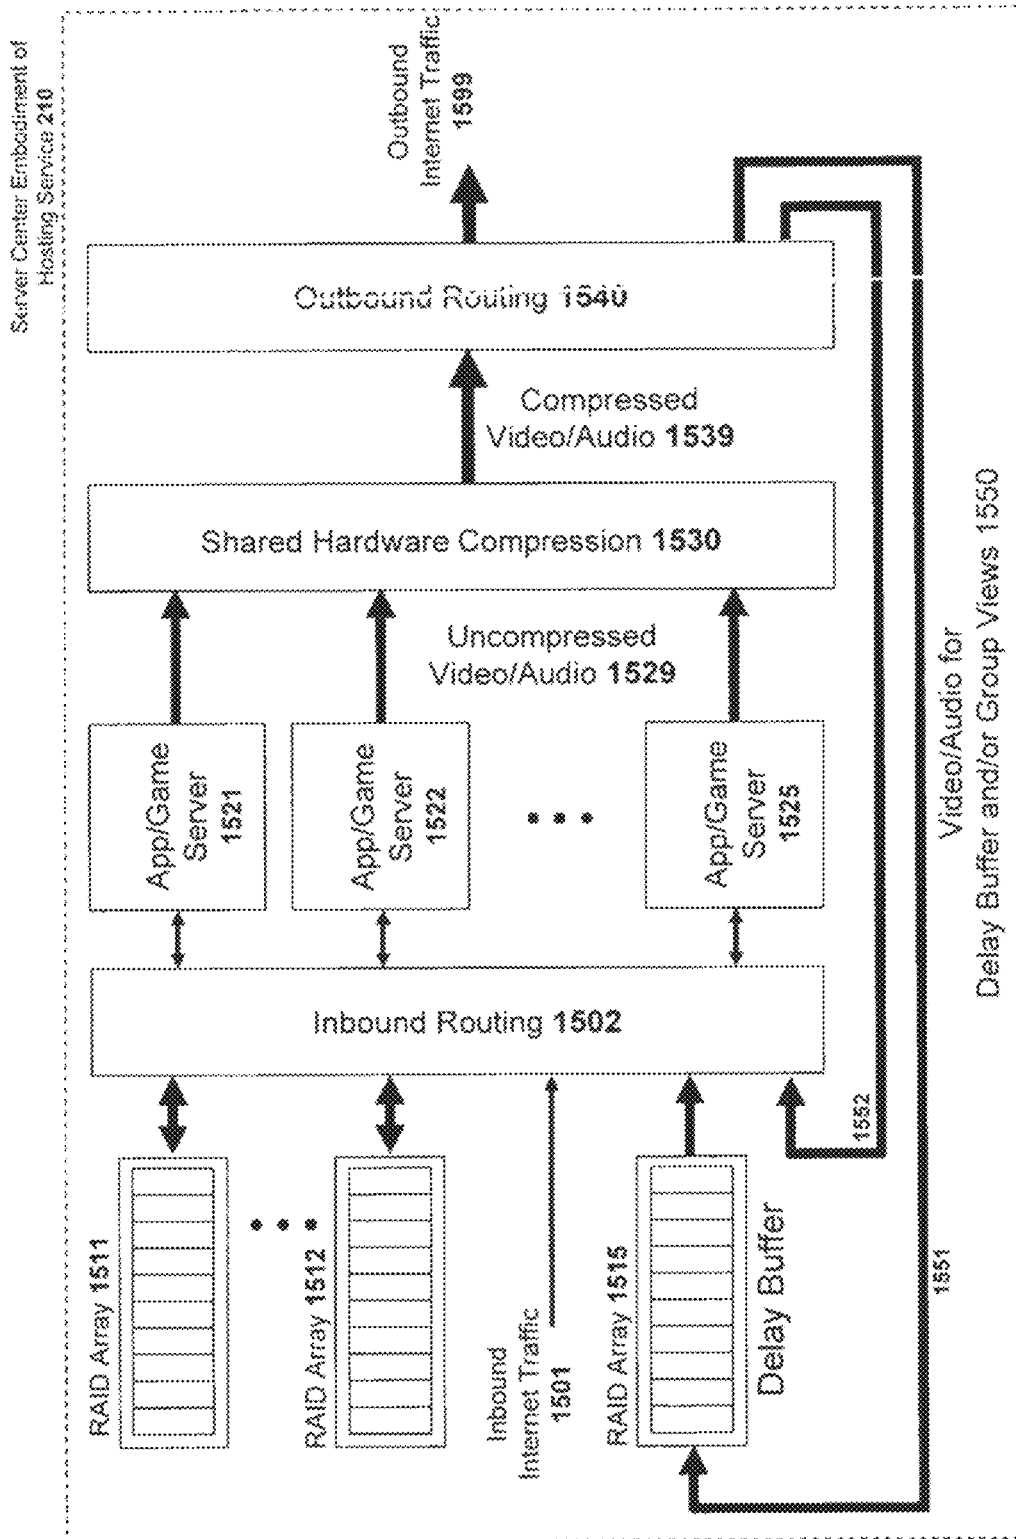 Server Center Embodiment of
Hosting Service 210
RAID Array 1511
RAID Array 1512
Inbound
Internet Traffic
1501
RAID Array 1515
Delay Buffer
Inbound Routing 1502
App/Game
Server
1521
App/Game
Server
1522
App/Game
Server
1525
Uncompressed
Video/Audio 1529
Shared Hardware Compression 1530
Compressed
Video/Audio 1539
Outbound Routing 1540
Outbound
Internet Traffic
1599
1552
1551
Video/Audio for
Delay Buffer and/or Group Views 1550